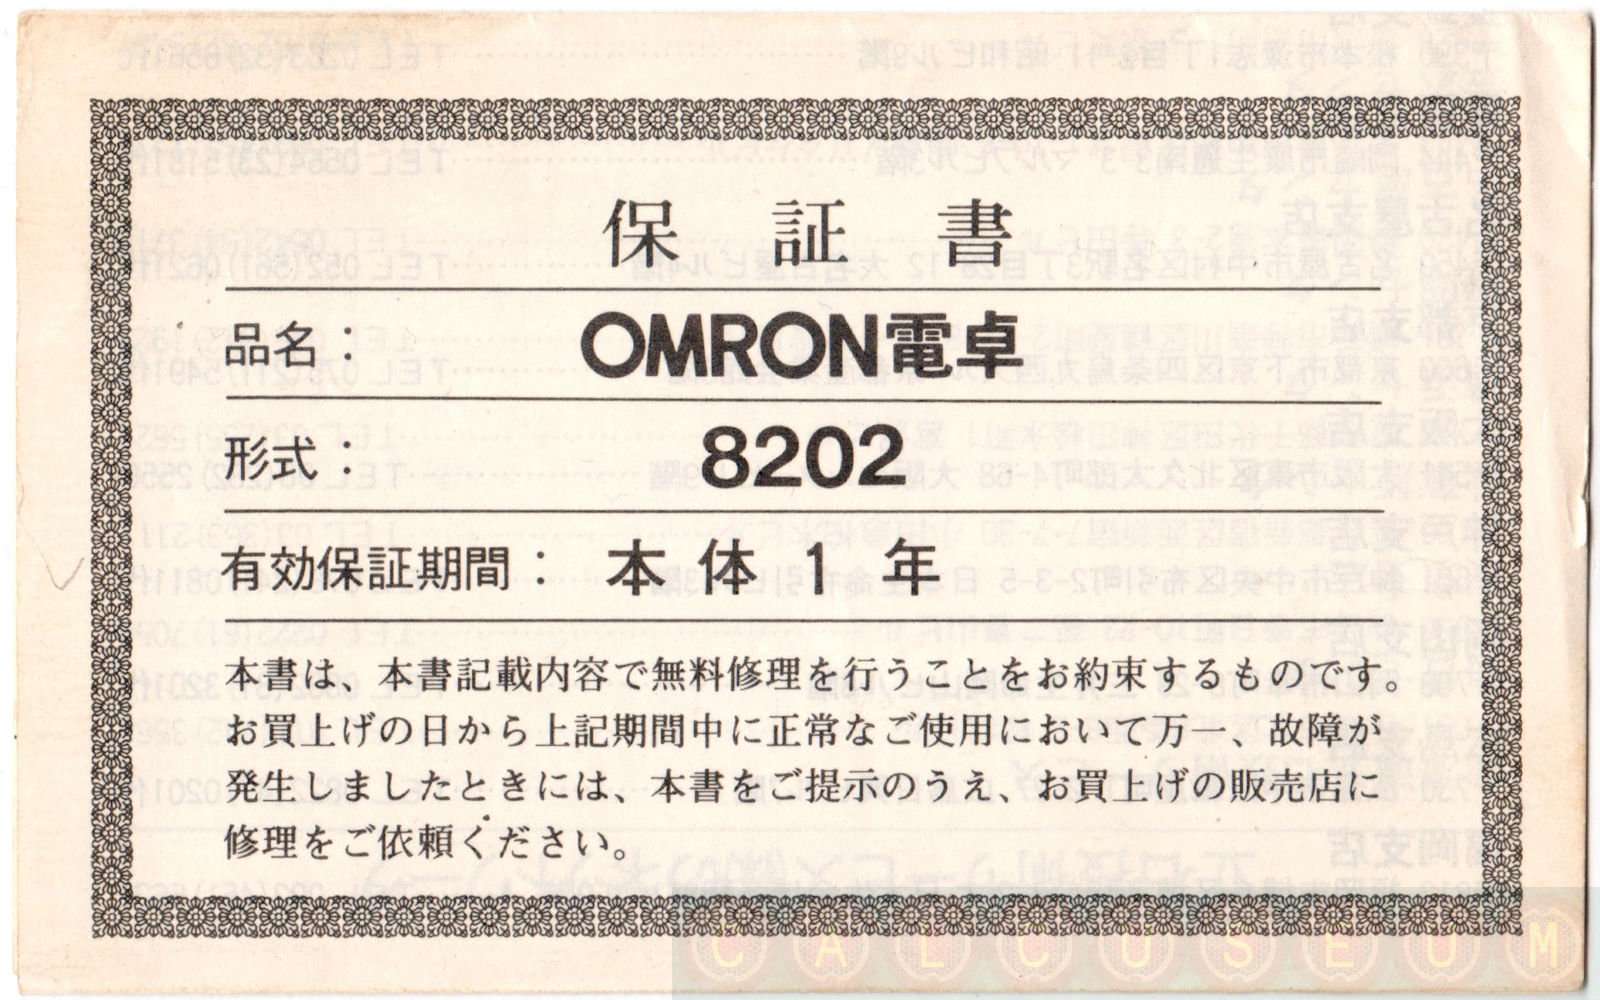 保証書
品名: OMRON電卓
形式: 8202
有効保証期間: 本体1年
本書は、本書記載内容で無料修理を行うことをお約束するものです。
お買上げの日から上記期間中に正常なご使用において万一、故障が
発生しましたときには、本書をご提示のうえ、お買上げの販売店に
修理をご依頼ください。
CALCUSEUM